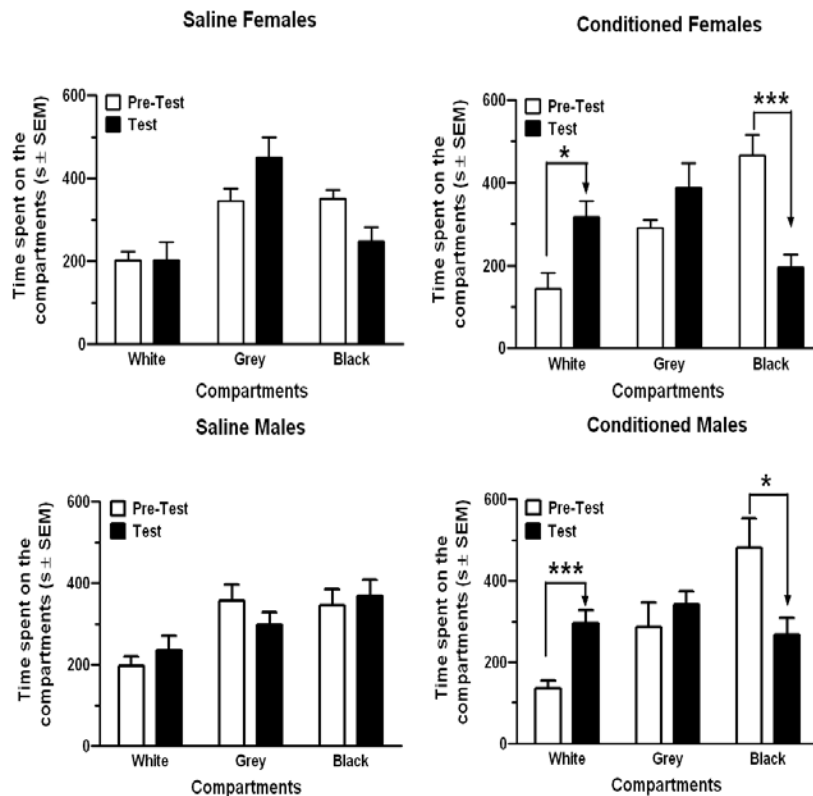 Saline Females
Time spent on the
compartments (s ± SEM)
600
400
200
0
Pre-Test
Test
White Grey Black
Compartments
Conditioned Females
Time spent on the
compartments (s ± SEM)
600
400
200
0
Pre-Test
Test
*
***
White Grey Black
Compartments
Saline Males
Time spent on the
compartments (s ± SEM)
600
400
200
0
Pre-Test
Test
White Grey Black
Compartments
Conditioned Males
Time spent on the
compartments (s ± SEM)
600
400
200
0
Pre-Test
Test
***
*
White Grey Black
Compartments